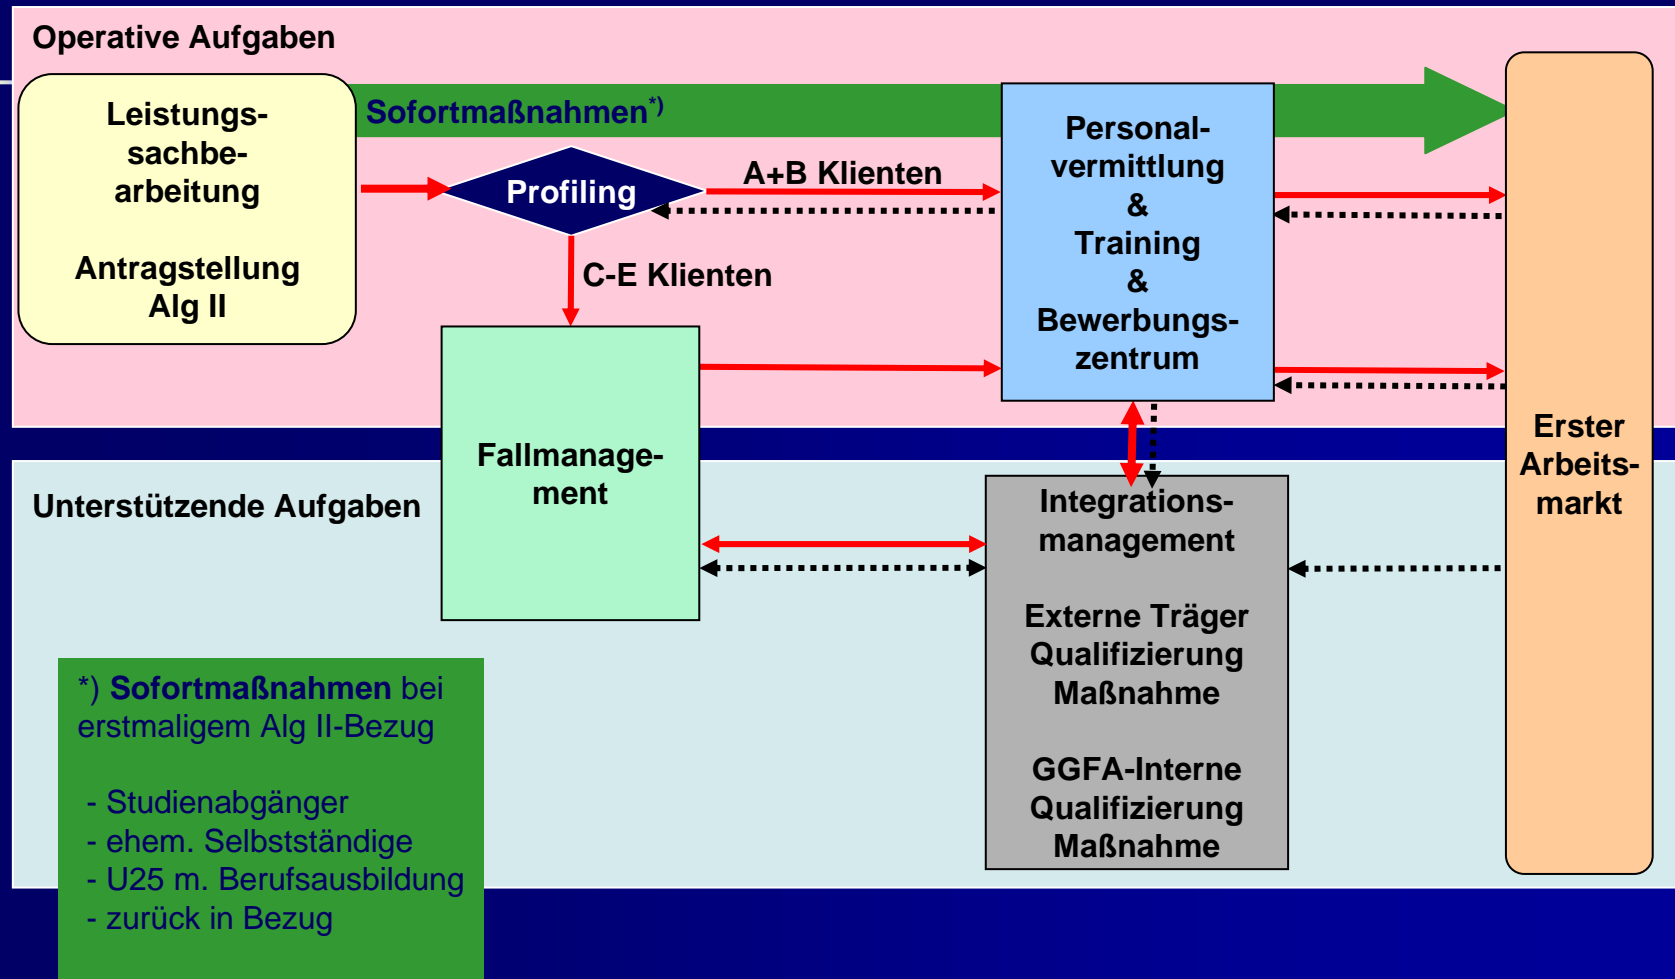 Operative Aufgaben
Leistungs-
sachbe-
arbeitung
Antragstellung
Alg II
Sofortmaßnahmen*)
Profiling
A+B Klienten
C-E Klienten
Personal-
vermittlung
&
Training
&
Bewerbungs-
zentrum
Erster
Arbeits-
markt
Fallmanage-
ment
Unterstützende Aufgaben
Integrations-
management
Externe Träger
Qualifizierung
Maßnahme
GGFA-Interne
Qualifizierung
Maßnahme
*) Sofortmaßnahmen bei
erstmaligem Alg II-Bezug
- Studienabgänger
- ehem. Selbstständige
- U25 m. Berufsausbildung
- zurück in Bezug